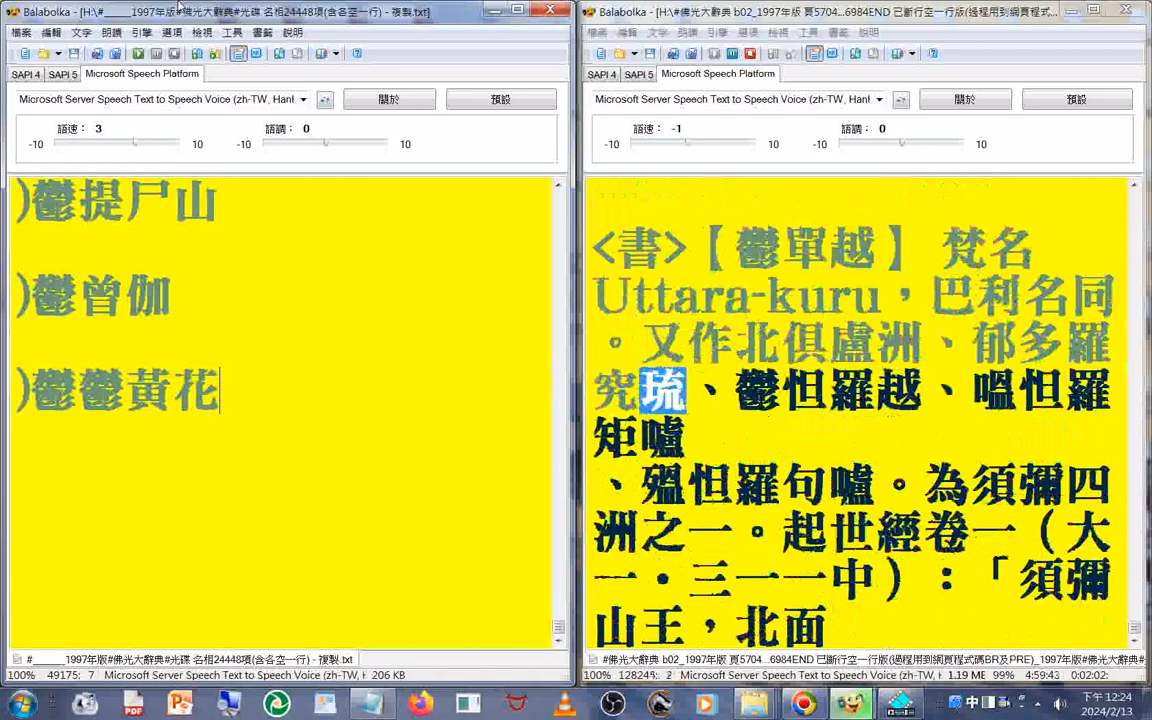 Balabolka - [H:\#_____1997年版#佛光大辭典#光碟 名相24448項(含各空一行) - 複製.txt]
檔案 編輯 文字 朗讀 引擎 選項 檢視 工具 書籤 說明
SAPI 4 SAPI 5 Microsoft Speech Platform
Microsoft Server Speech Text to Speech Voice (zh-TW, Hanl
關於
預設
語速： 3
語調： 0
-10 10 -10 10
)鬱提尸山
)鬱曾伽
)鬱鬱黃花
#_____1997年版#佛光大辭典#光碟 名相24448項(含各空一行) - 複製.txt
100% 49175: 7 Microsoft Server Speech Text to Speech Voice (zh-TW, H 206 KB
Balabolka - [H:\#佛光大辭典 b02_1997年版 頁5704...6984END 已斷行空一行版(過程用到網頁程式...
檔案 編輯 文字 朗讀 引擎 選項 檢視 工具 書籤 說明
SAPI 4 SAPI 5 Microsoft Speech Platform
Microsoft Server Speech Text to Speech Voice (zh-TW, Hanl
關於
預設
語速： -1
語調： 0
-10 10 -10 10
<書>【鬱單越】 梵名
Uttara-kuru，巴利名同
。又作北俱盧洲、郁多羅
究琉、鬱怛羅越、嗢怛羅
矩嚧
、殟怛羅句嚧。為須彌四
洲之一。起世經卷一（大
一．三一一中）：「須彌
山王，北面
#佛光大辭典 b02_1997年版 頁5704...6984END 已斷行空一行版(過程用到網頁程式碼BR及PRE)_1997年版#
100% 128245: 2 Microsoft Server Speech Text to Speech Voice (zh-TW, H 1.19 MB 99% 4:59:43 0:02:02:
PDF
中
下午 12:24
2024/2/13